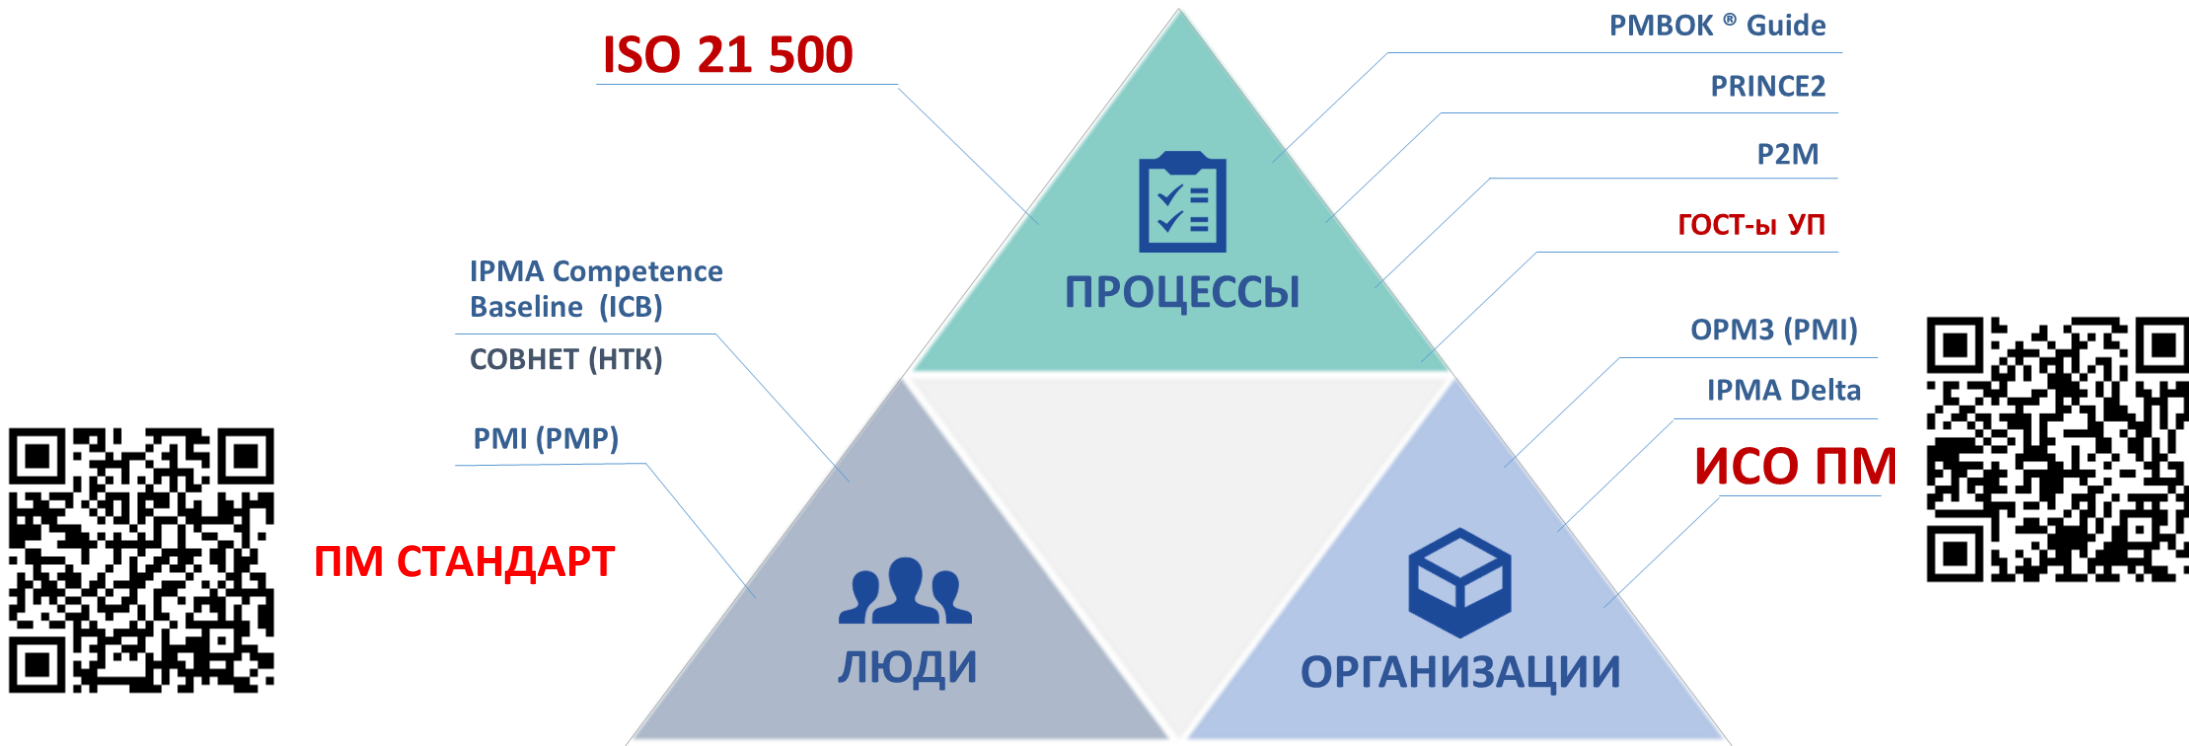 ISO 21 500
PMBOK ® Guide
PRINCE2
P2M
ГОСТ-ы УП
ПРОЦЕССЫ
IPMA Competence
Baseline (ICB)
СОВНЕТ (НТК)
PMI (PMP)
ПМ СТАНДАРТ
ЛЮДИ
OPM3 (PMI)
IPMA Delta
ИСО ПМ
ОРГАНИЗАЦИИ